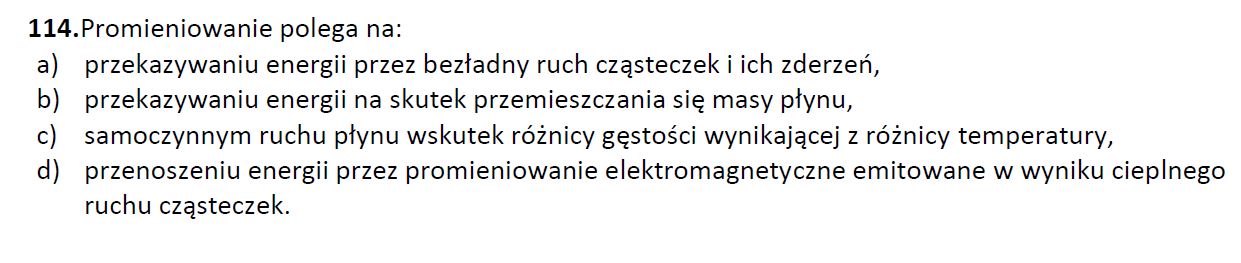 114.Promieniowanie polega na:
a) przekazywaniu energii przez bezładny ruch cząsteczek i ich zderzeń,
b) przekazywaniu energii na skutek przemieszczania się masy płynu,
c) samoczynnym ruchu płynu wskutek różnicy gęstości wynikającej z różnicy temperatury,
d) przenoszeniu energii przez promieniowanie elektromagnetyczne emitowane w wyniku cieplnego
ruchu cząsteczek.